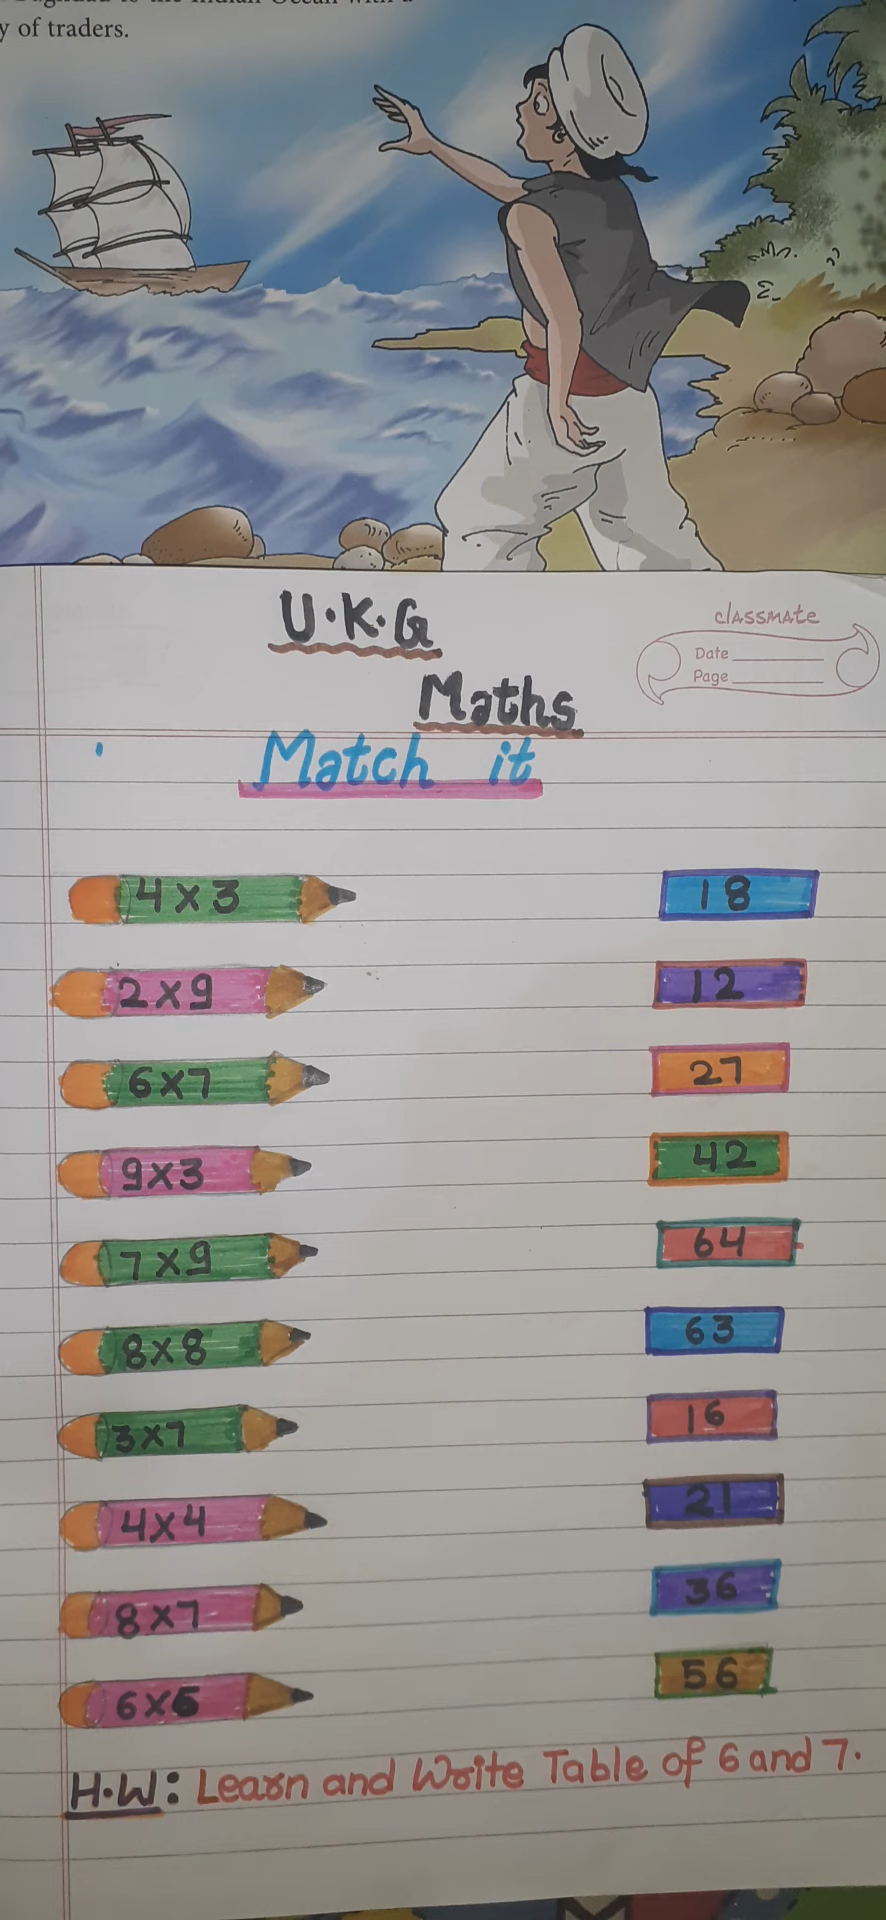 y of traders.
U.K.G
classmate
Date
Page
Maths
Match it
4×3 18
2×9 12
6×7 27
9×3 42
7×9 64
8×8 63
3×7 16
4×4 21
8×7 36
6×6 56
H.W: Learn and Write Table of 6 and 7.